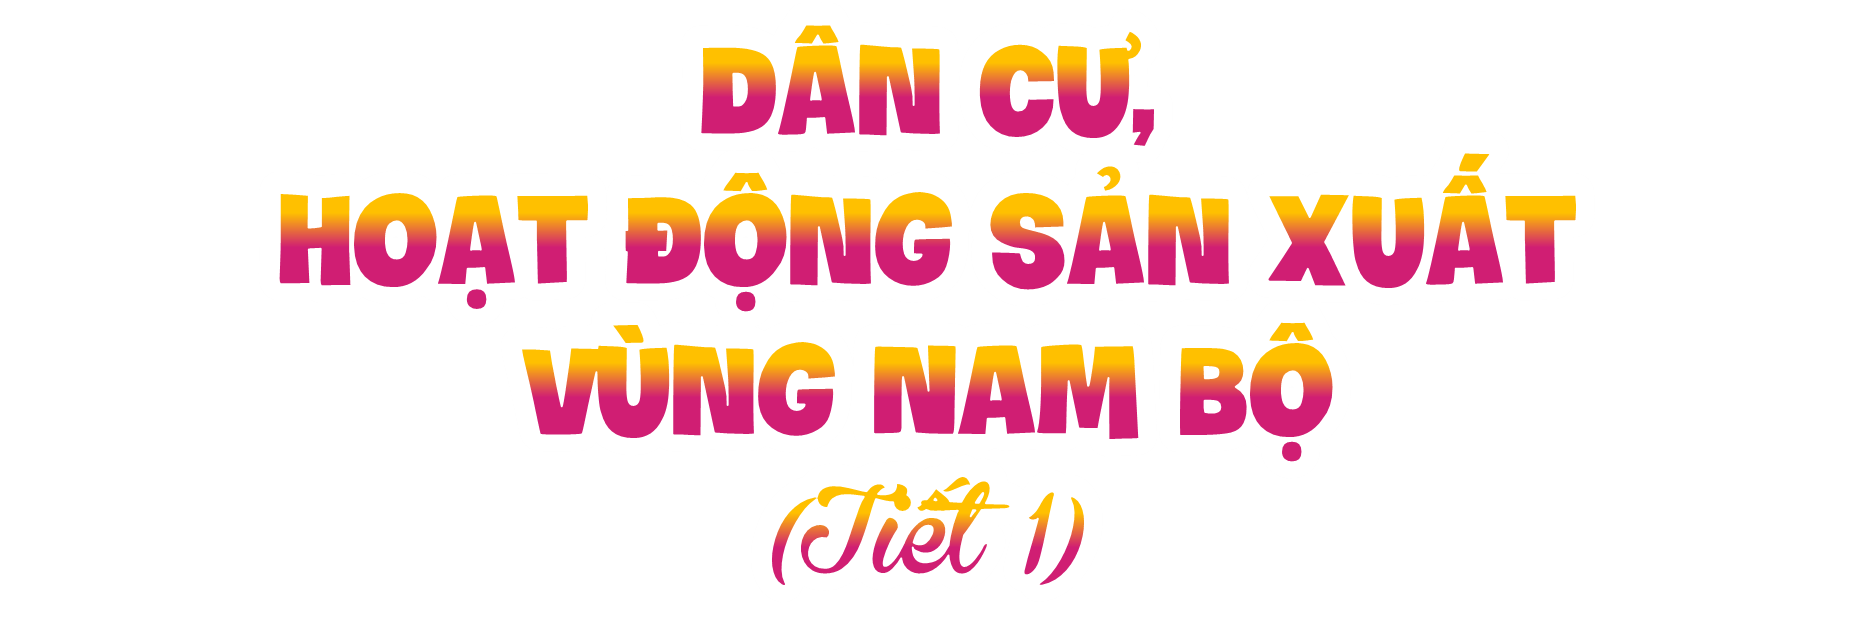 DÂN CƯ,
HOẠT ĐỘNG SẢN XUẤT
VÙNG NAM BỘ
(Tiết 1)